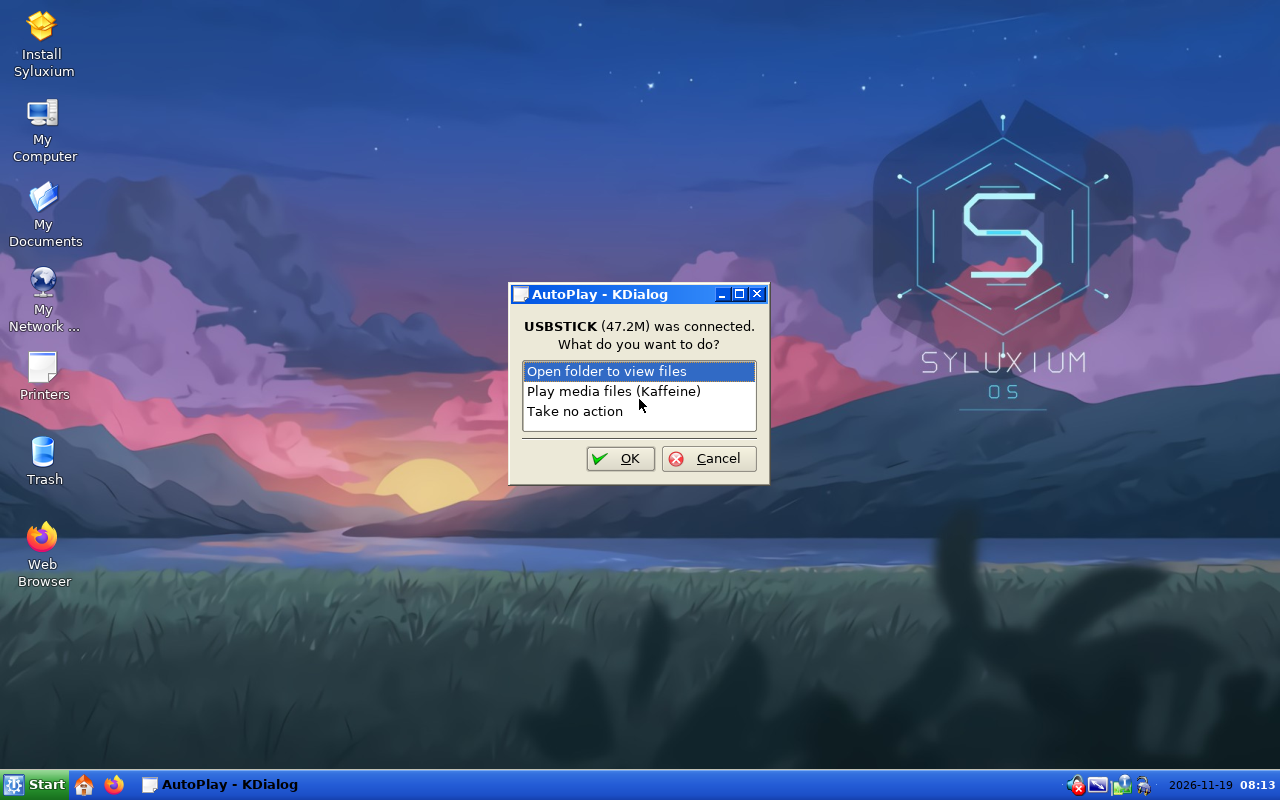 Install
Syluxium
My
Computer
My
Documents
My
Network ...
Printers
Trash
Web
Browser
AutoPlay - KDialog
USBSTICK (47.2M) was connected.
What do you want to do?
Open folder to view files
Play media files (Kaffeine)
Take no action
OK
Cancel
SYLUXIUM
OS
Start
AutoPlay - KDialog
2026-11-19
08:13